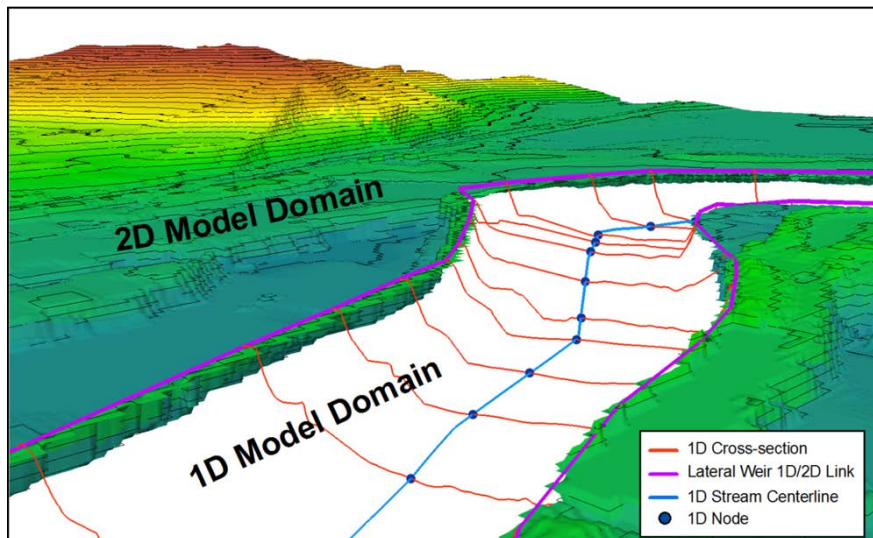 2D Model Domain
1D Model Domain
1D Cross-section
Lateral Weir 1D/2D Link
1D Stream Centerline
1D Node